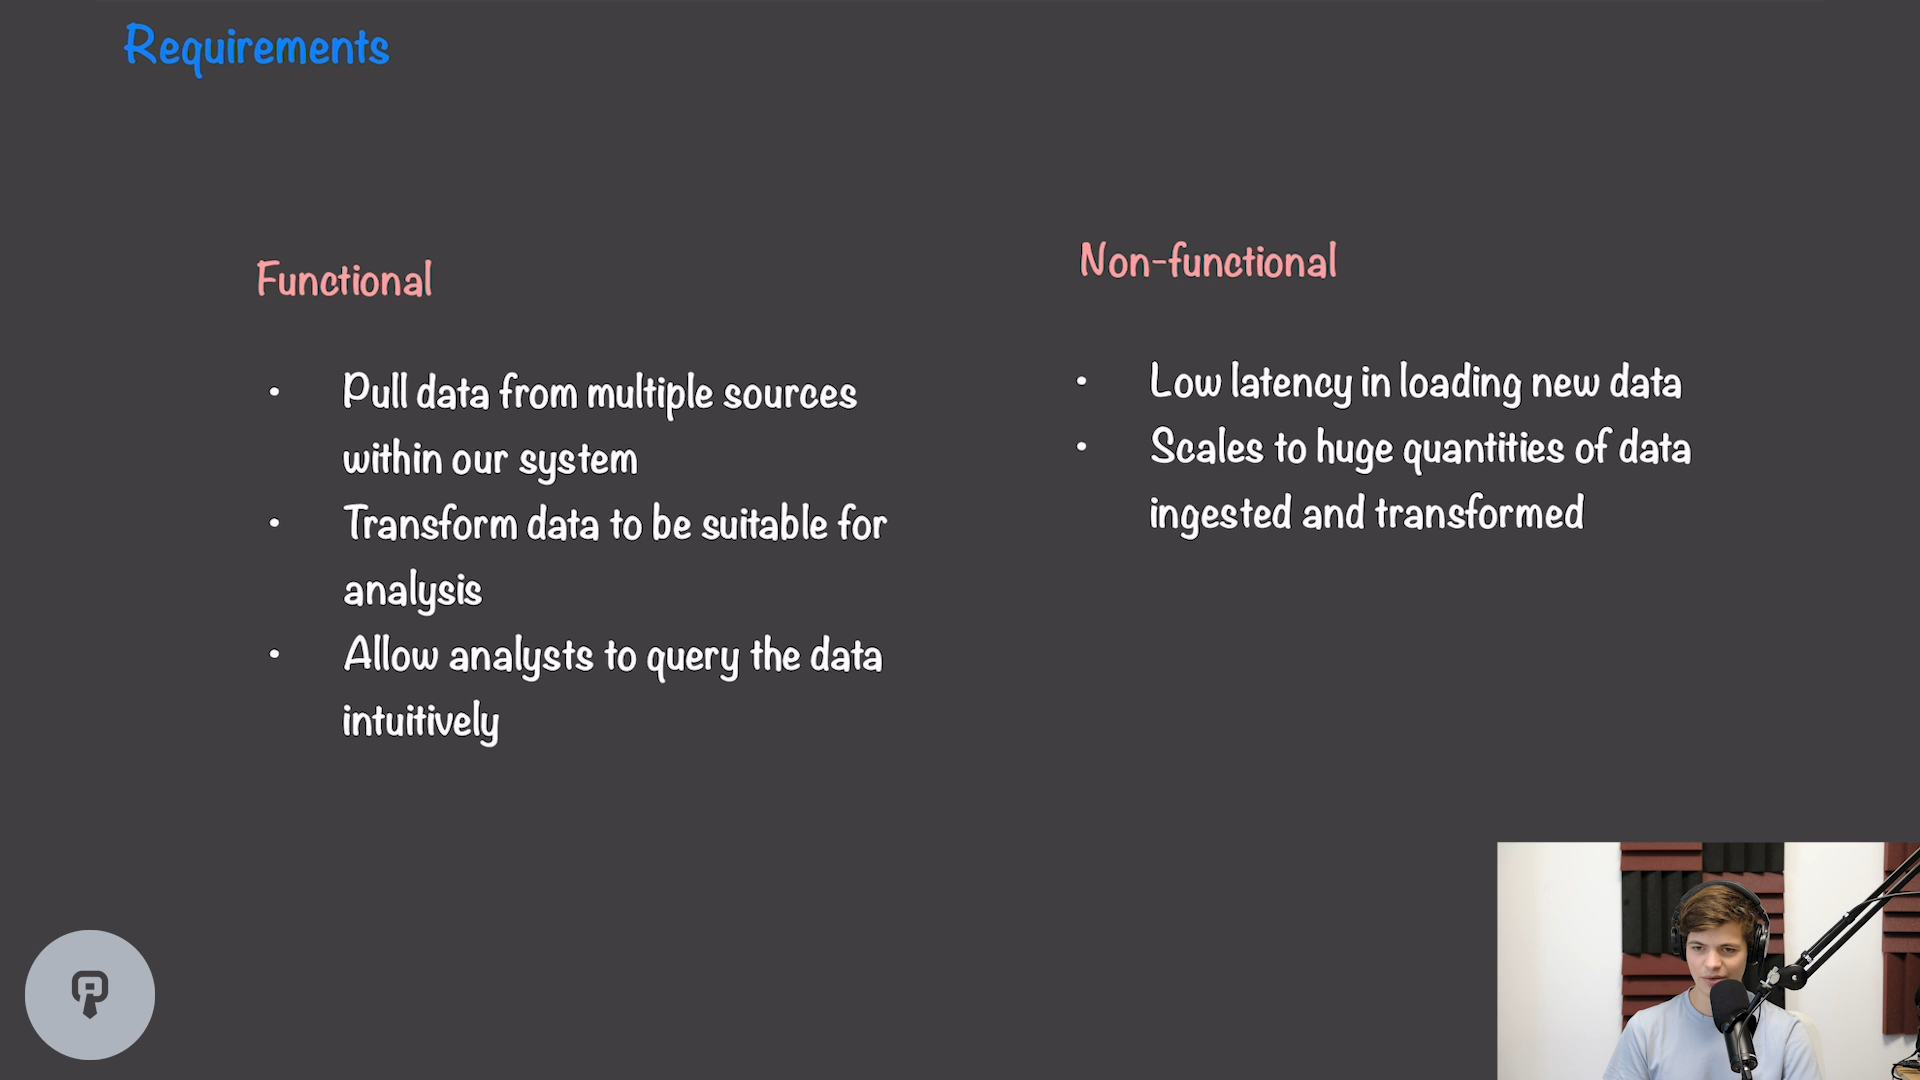 Requirements
Functional
Pull data from multiple sources
within our system
Transform data to be suitable for
analysis
Allow analysts to query the data
intuitively
Non-functional
Low latency in loading new data
Scales to huge quantities of data
ingested and transformed